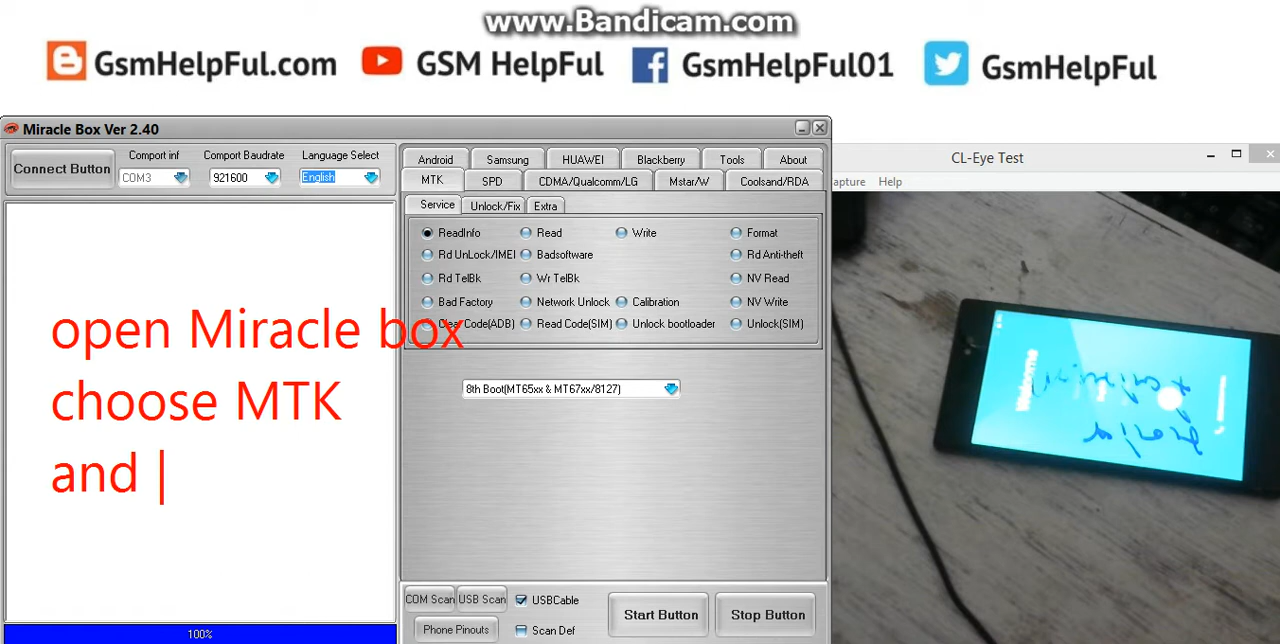 www.Bandicam.com
GsmHelpFul.com GSM HelpFul GsmHelpFul01 GsmHelpFul
Miracle Box Ver 2.40
Connect Button
Comport inf
COM3
Comport Baudrate
921600
Language Select
English
Android Samsung HUAWEI Blackberry Tools About
MTK SPD CDMA/Qualcomm/LG Mstar/W Coolsand/RDA
Service Unlock/Fix Extra
ReadInfo Read Write Format
Rd UnLock/IMEI Badsoftware Rd Anti-theft
Rd TelBk Wr TelBk NV Read
Bad Factory Network Unlock Calibration NV Write
Clear Code(ADB) Read Code(SIM) Unlock bootloader Unlock(SIM)
8th Boot(MT65xx & MT67xx/8127)
open Miracle box
choose MTK
and |
COM Scan USB Scan USBCable
Phone Pinouts Scan Def
Start Button Stop Button
100%
CL-Eye Test
apture Help
Welcome